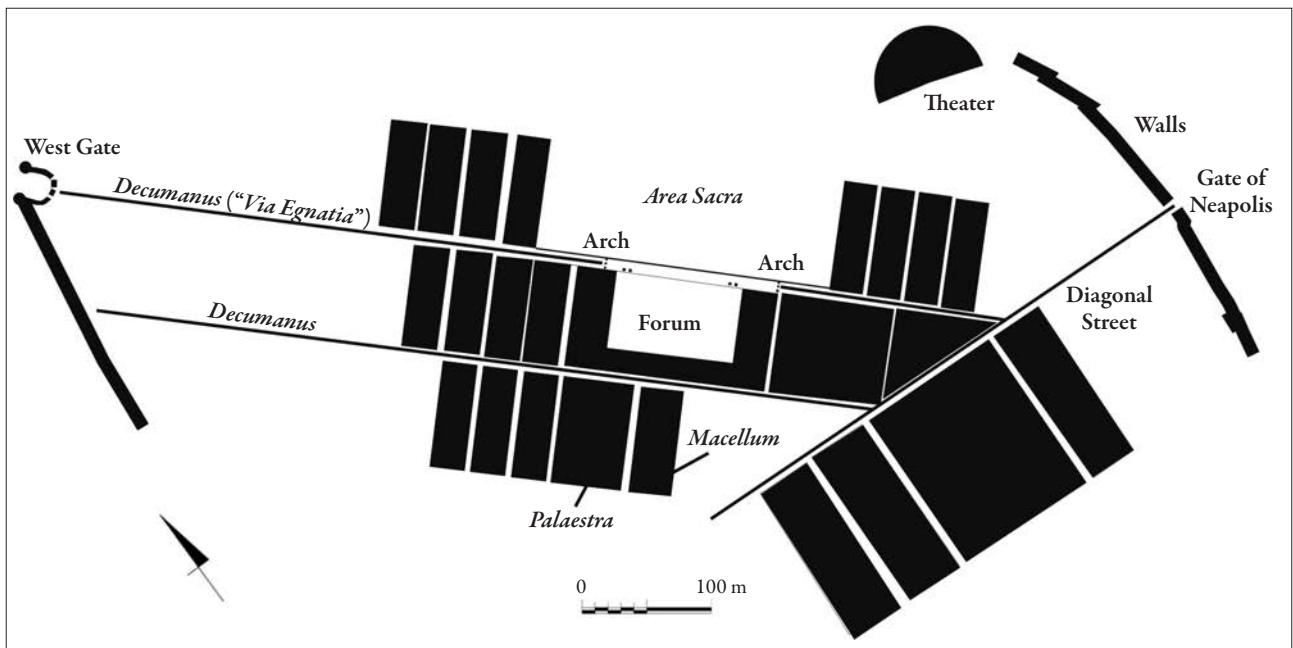 Theater
Walls
West Gate
Gate of
Neapolis
Decumanus (“Via Egnatia”)
Area Sacra
Arch
Arch
Diagonal
Street
Decumanus
Forum
Macellum
Palaestra
0 100 m